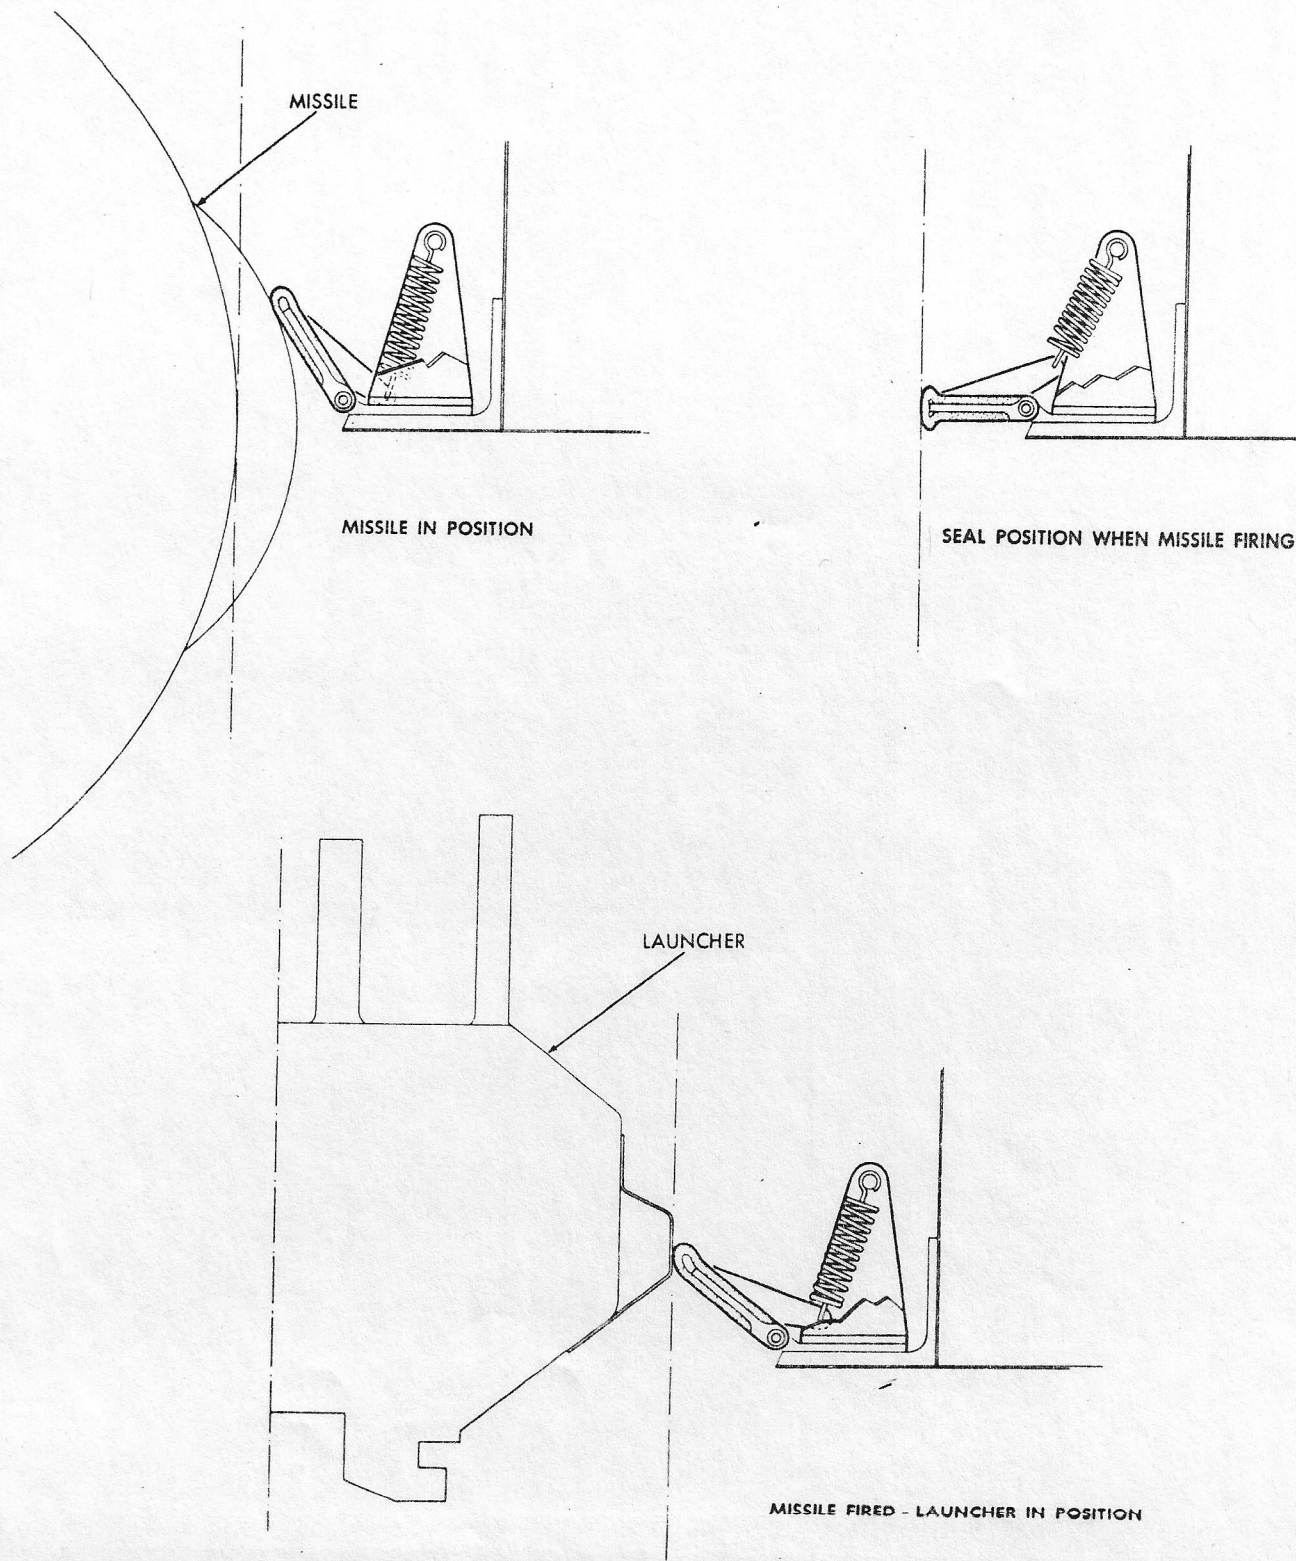 MISSILE
MISSILE IN POSITION
SEAL POSITION WHEN MISSILE FIRING
LAUNCHER
MISSILE FIRED - LAUNCHER IN POSITION